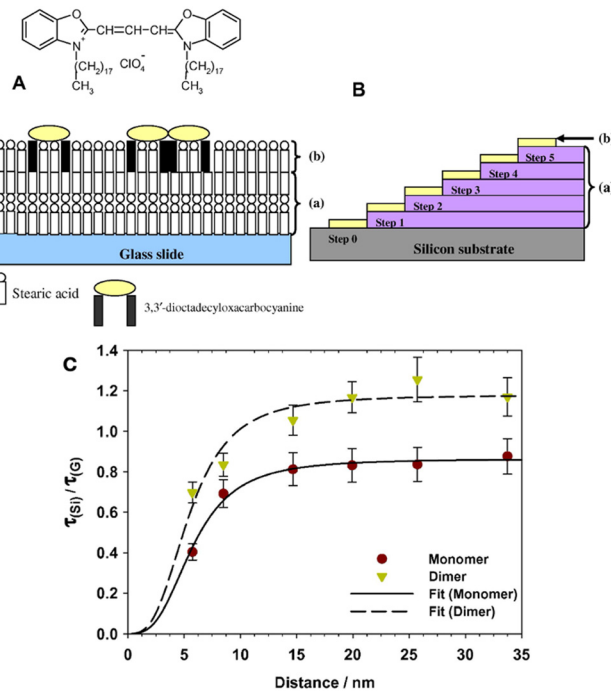 O
O
CH=CH—CH=
N
+
N
(CH2)17
ClO4-
(CH2)17
CH3
CH3
A
B
(b)
(a)
Glass slide
(b
(a
Step 5
Step 4
Step 3
Step 2
Step 1
Step 0
Silicon substrate
Stearic acid
3,3′-dioctadecyloxacarbocyanine
C
1.4
1.2
1.0
0.8
0.6
0.4
0.2
0.0
τ(Si) / τ(G)
Monomer
Dimer
Fit (Monomer)
Fit (Dimer)
0 5 10 15 20 25 30 35
Distance / nm